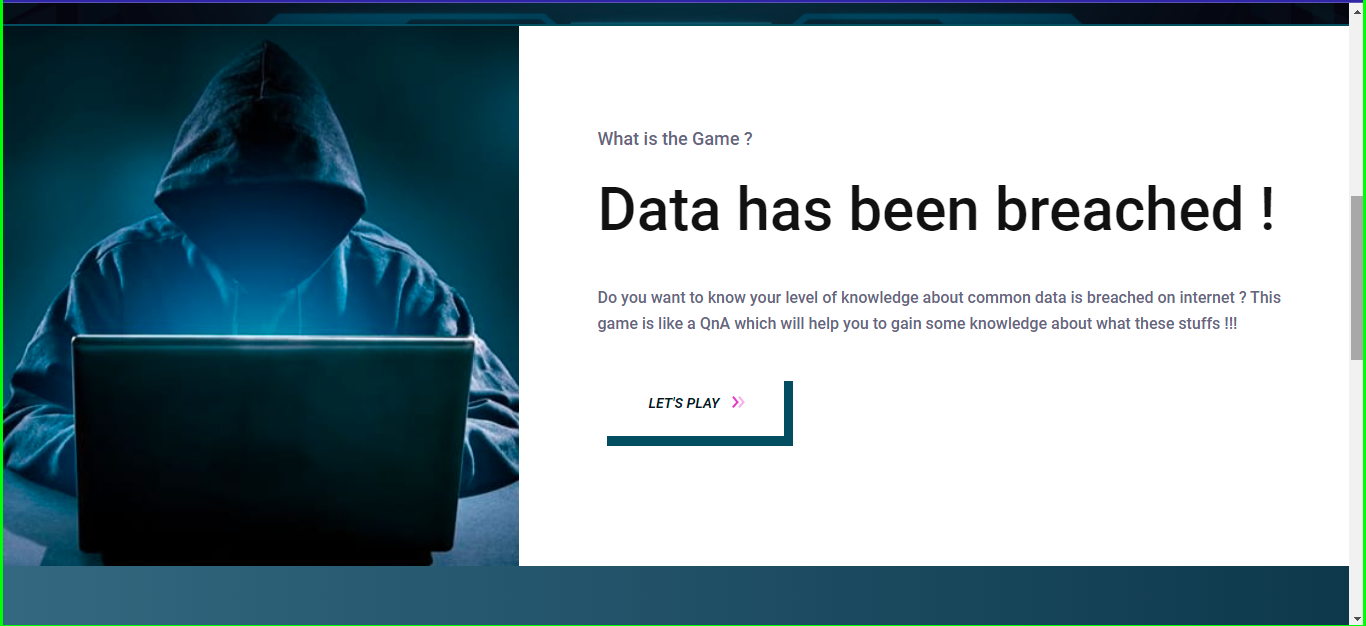 What is the Game ?
Data has been breached !
Do you want to know your level of knowledge about common data is breached on internet ? This
game is like a QnA which will help you to gain some knowledge about what these stuffs !!!
LET'S PLAY